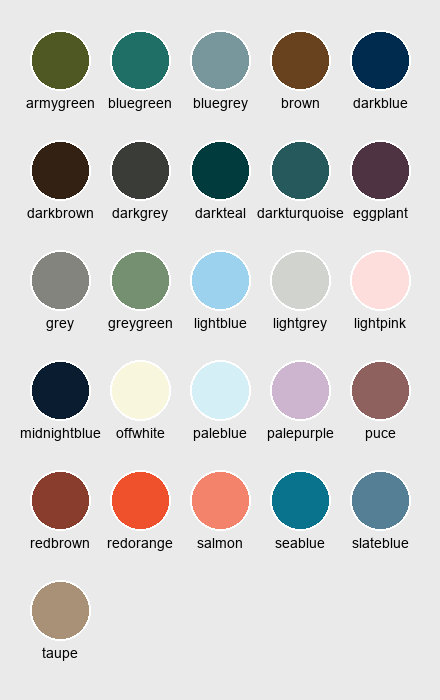 armygreen bluegreen bluegrey brown darkblue
darkbrown darkgrey darkteal darkturquoise eggplant
grey greygreen lightblue lightgrey lightpink
midnightblue offwhite paleblue palepurple puce
redbrown redorange salmon seablue slateblue
taupe